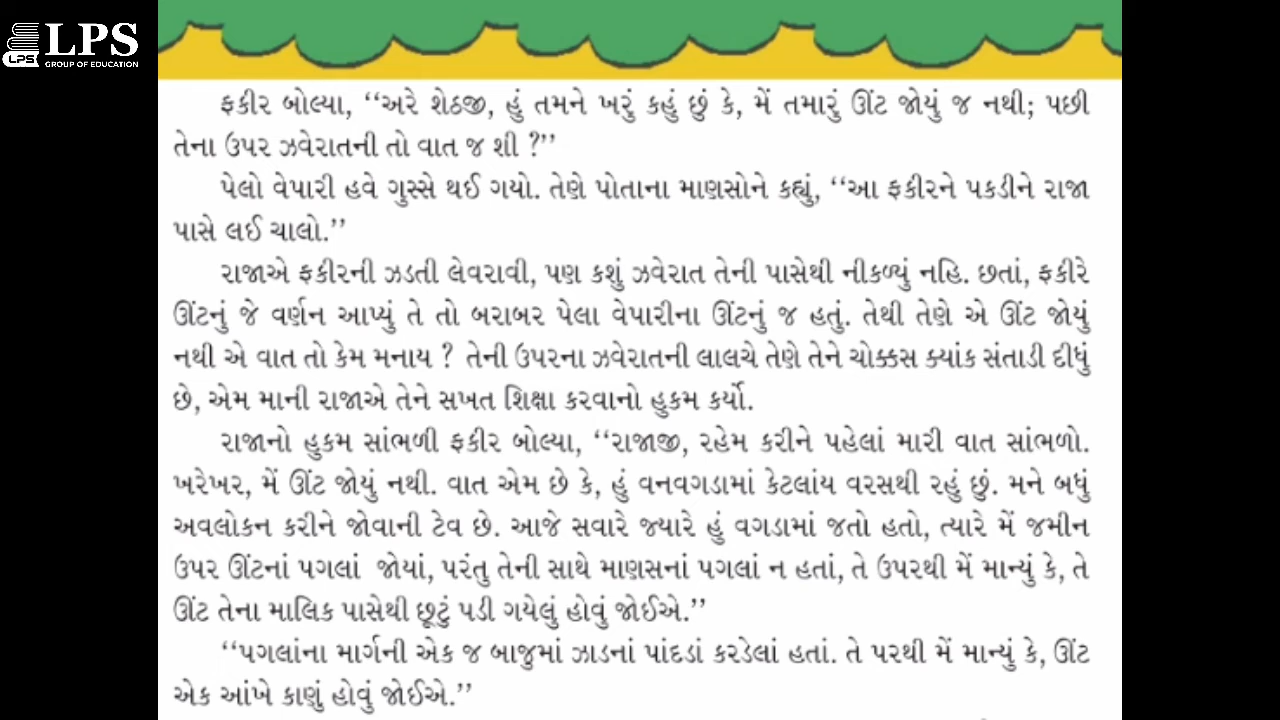 LPS
LPS
GROUP OF EDUCATION
ફકીર બોલ્યા, ‘‘અરે શેઠજી, હું તમને ખરું કહું છું કે, મેં તમારું ઊંટ જોયું જ નથી; પછી
તેના ઉપર ઝવેરાતની તો વાત જ શી ?’’
પેલો વેપારી હવે ગુસ્સે થઈ ગયો. તેણે પોતાના માણસોને કહ્યું, ‘‘આ ફકીરને પકડીને રાજા
પાસે લઈ ચાલો.’’
રાજાએ ફકીરની ઝડતી લેવરાવી, પણ કશું ઝવેરાત તેની પાસેથી નીકળ્યું નહિ. છતાં, ફકીરે
ઊંટનું જે વર્ણન આપ્યું તે તો બરાબર પેલા વેપારીના ઊંટનું જ હતું. તેથી તેણે એ ઊંટ જોયું
નથી એ વાત તો કેમ મનાય ? તેની ઉપરના ઝવેરાતની લાલચે તેણે તેને ચોક્કસ ક્યાંક સંતાડી દીધું
છે, એમ માની રાજાએ તેને સખત શિક્ષા કરવાનો હુકમ કર્યો.
રાજાનો હુકમ સાંભળી ફકીર બોલ્યા, ‘‘રાજાજી, રહેમ કરીને પહેલાં મારી વાત સાંભળો.
ખરેખર, મેં ઊંટ જોયું નથી. વાત એમ છે કે, હું વનવગડામાં કેટલાંય વરસથી રહું છું. મને બધું
અવલોકન કરીને જોવાની ટેવ છે. આજે સવારે જ્યારે હું વગડામાં જતો હતો, ત્યારે મેં જમીન
ઉપર ઊંટનાં પગલાં જોયાં, પરંતુ તેની સાથે માણસનાં પગલાં ન હતાં, તે ઉપરથી મેં માન્યું કે, તે
ઊંટ તેના માલિક પાસેથી છૂટું પડી ગયેલું હોવું જોઈએ.’’
‘‘પગલાંના માર્ગની એક જ બાજુમાં ઝાડનાં પાંદડાં કરડેલાં હતાં. તે પરથી મેં માન્યું કે, ઊંટ
એક આંખે કાણું હોવું જોઈએ.’’